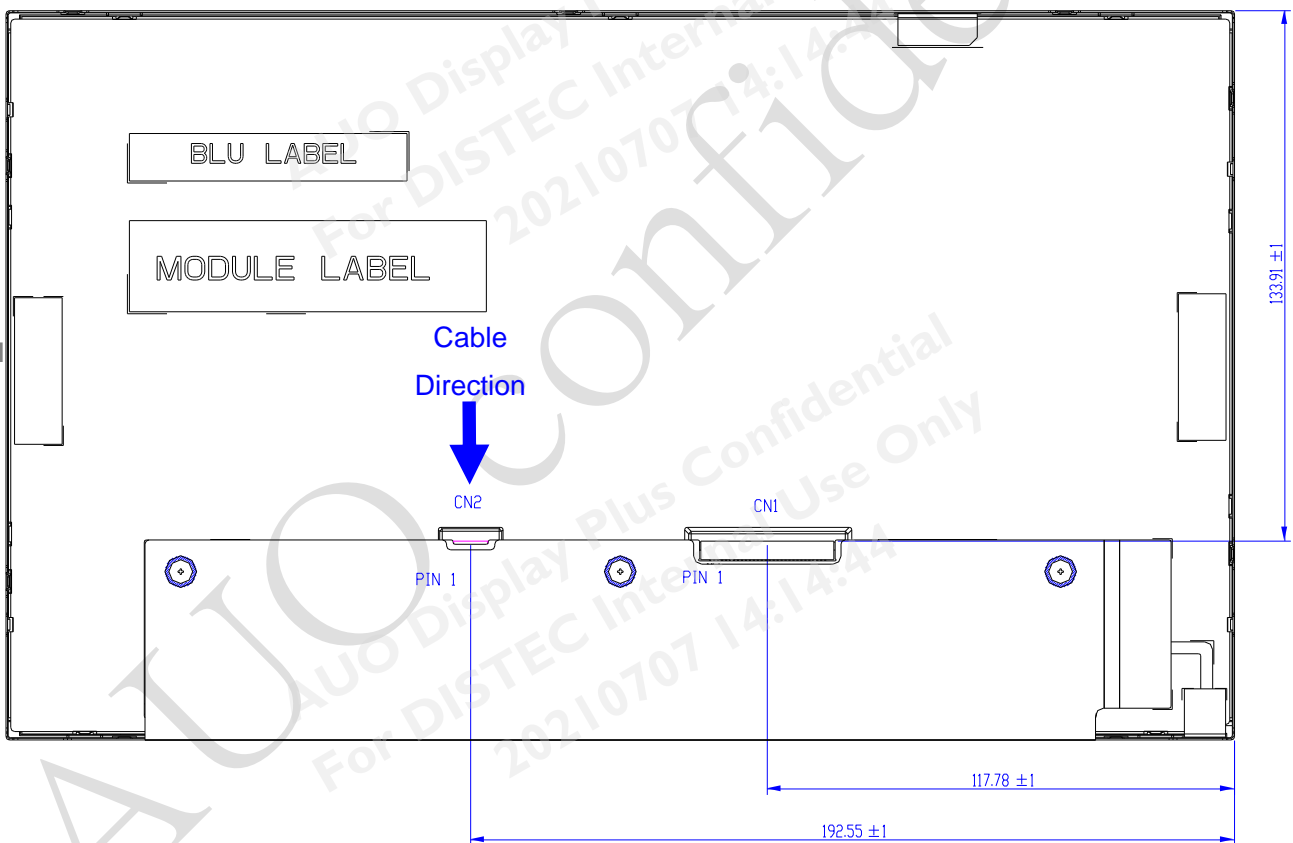 AUO Display Plus Confidential
For DISTEC Internal Use Only
20210707 14:14:44
AUO Confide
BLU LABEL
MODULE LABEL
133.91 ±1
Cable
Direction
CN2
CN1
PIN 1
PIN 1
AUO Display Plus Confidential
For DISTEC Internal Use Only
20210707 14:14:44
117.78 ±1
192.55 ±1